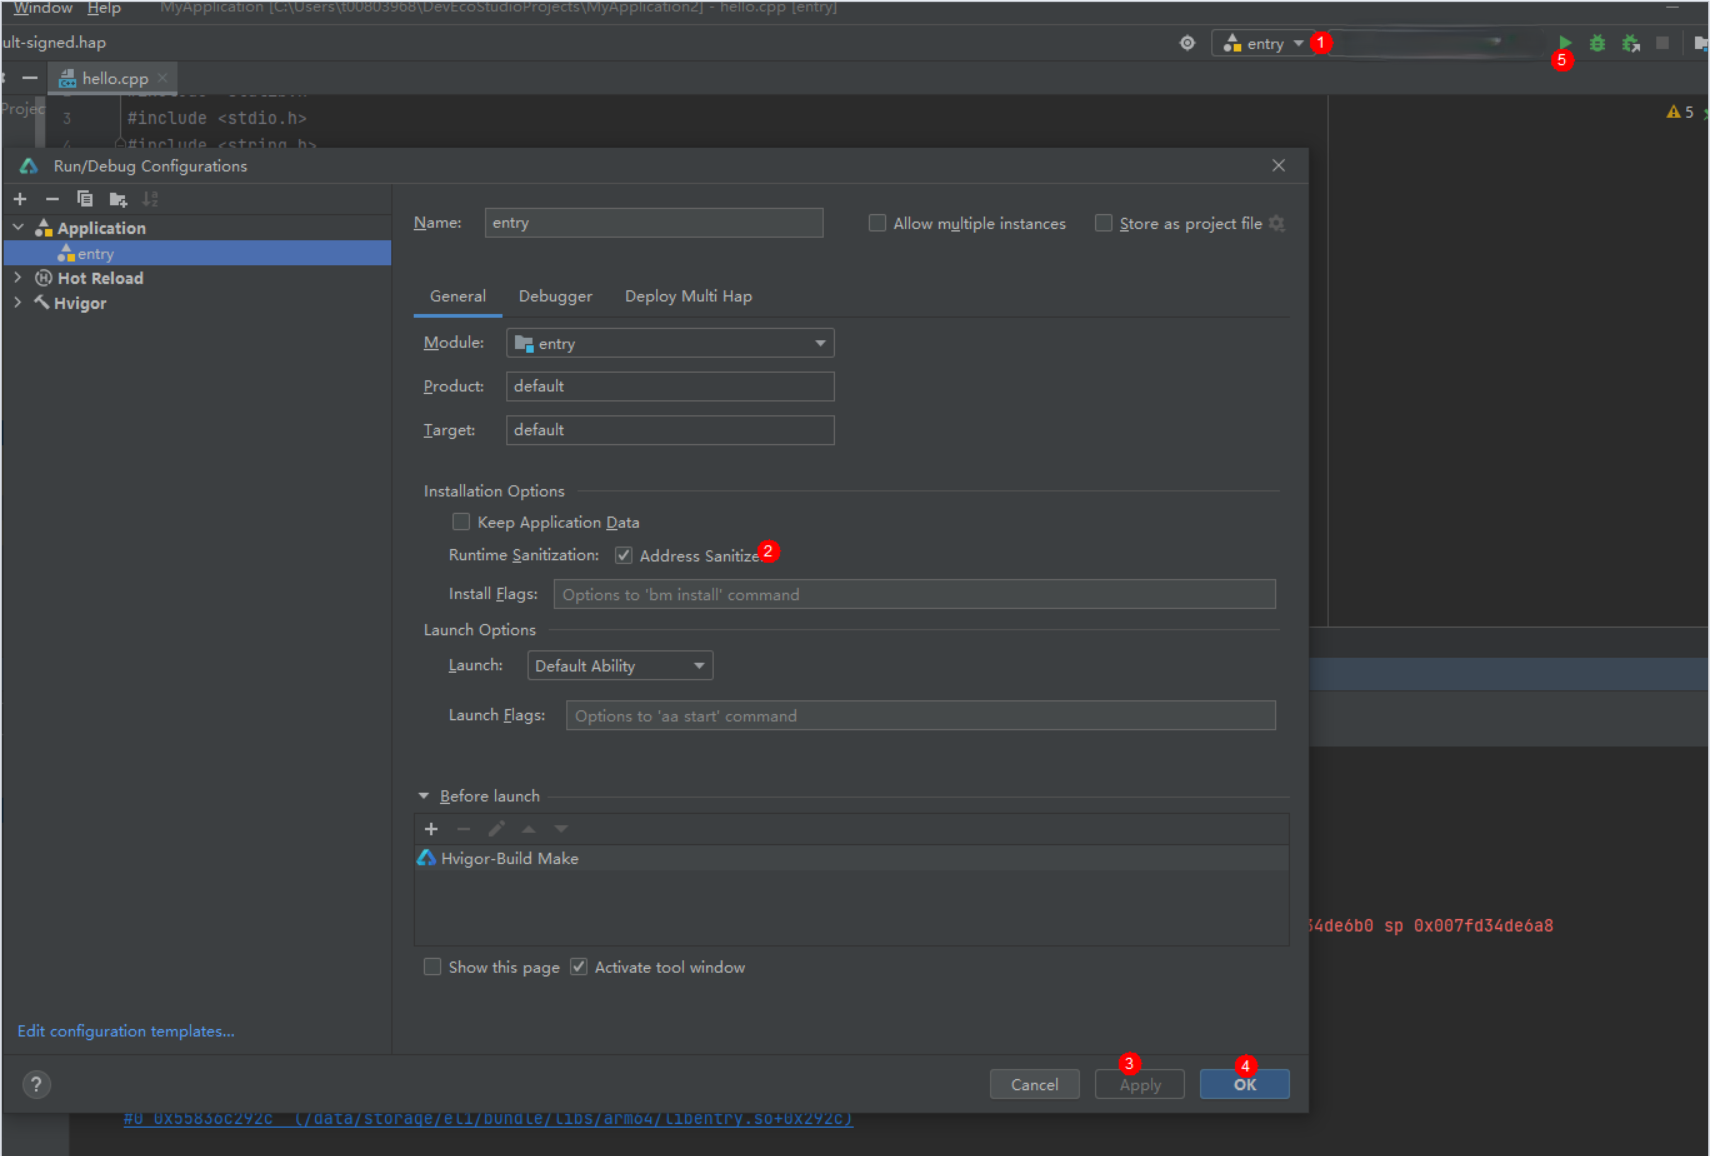 Window Help MyApplication [C:\Users\t00803968\DevEcoStudioProjects\MyApplication2] - hello.cpp [entry]
ult-signed.hap
entry
1
5
hello.cpp
Projec
3 #include <stdio.h>
5
4 #include <string.h>
Run/Debug Configurations
Application
entry
Hot Reload
Hvigor
Name: entry
Allow multiple instances
Store as project file
General Debugger Deploy Multi Hap
Module: entry
Product: default
Target: default
Installation Options
Keep Application Data
Runtime Sanitization: Address Sanitize
2
Install Flags: Options to 'bm install' command
Launch Options
Launch: Default Ability
Launch Flags: Options to 'aa start' command
Before launch
Hvigor-Build Make
34de6b0 sp 0x007fd34de6a8
Show this page Activate tool window
Edit configuration templates...
3
4
?
Cancel Apply OK
#0 0x55836c292c (/data/storage/el1/bundle/libs/arm64/libentry.so+0x292c)